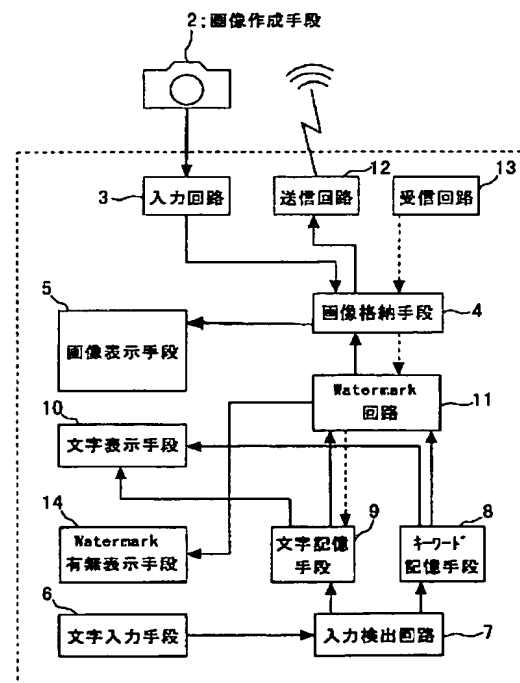 2:画像作成手段
12
13
3
入力回路
送信回路
受信回路
5
画像格納手段
4
画像表示手段
10
Watermark
回路
11
文字表示手段
14
9
8
Watermark
有無表示手段
文字記憶
手段
キーワード
記憶手段
6
文字入力手段
入力検出回路
7